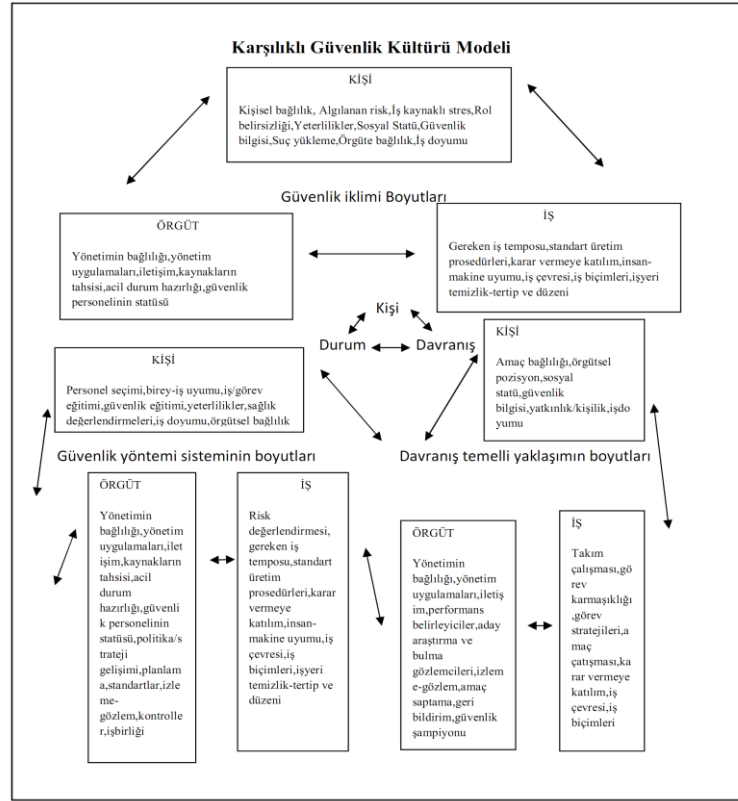 Karşılıklı Güvenlik Kültürü Modeli
KİŞİ
Kişisel bağlılık, Algılanan risk,İş kaynaklı stres,Rol
belirsizliği,Yeterlilikler,Sosyal Statü,Güvenlik
bilgisi,Suç yükleme,Örgüte bağlılık,İş doyumu
Güvenlik iklimi Boyutları
ÖRGÜT
Yönetimin bağlılığı,yönetim
uygulamaları,iletişim,kaynakların
tahsisi,acil durum hazırlığı,güvenlik
personelinin statüsü
İŞ
Gereken iş temposu,standart üretim
prosedürleri,karar vermeye katılım,insan-
makine uyumu,iş çevresi,iş biçimleri,işyeri
temizlik-tertip ve düzeni
Kişi
Durum
Davranış
KİŞİ
Personel seçimi,birey-iş uyumu,iş/görev
eğitimi,güvenlik eğitimi,yeterlilikler,sağlık
değerlendirmeleri,iş doyumu,örgütsel bağlılık
KİŞİ
Amaç bağlılığı,örgütsel
pozisyon,sosyal
statü,güvenlik
bilgisi,yatkınlık/kişilik,işdo
yumu
Güvenlik yöntemi sisteminin boyutları
Davranış temelli yaklaşımın boyutları
ÖRGÜT
Yönetimin
bağlılığı,yönetim
uygulamaları,ilet
işim,kaynakların
tahsisi,acil
durum
hazırlığı,güvenli
k personelinin
statüsü,politika/s
trateji
gelişimi,planlam
a,standartlar,izle
me-
gözlem,kontrolle
r,işbirliği
İŞ
Risk
değerlendirmesi,
gereken iş
temposu,standart
üretim
prosedürleri,karar
vermeye
katılım,insan-
makine uyumu,iş
çevresi,iş
biçimleri,işyeri
temizlik-tertip ve
düzeni
ÖRGÜT
Yönetimin
bağlılığı,yönetim
uygulamaları,iletiş
im,performans
belirleyiciler,aday
araştırma ve
bulma
gözlemcileri,izlem
e-gözlem,amaç
saptama,geri
bildirim,güvenlik
şampiyonu
İŞ
Takım
çalışması,gö
rev
karmaşıklığı
,görev
stratejileri,a
maç
çatışması,ka
rar vermeye
katılım,iş
çevresi,iş
biçimleri